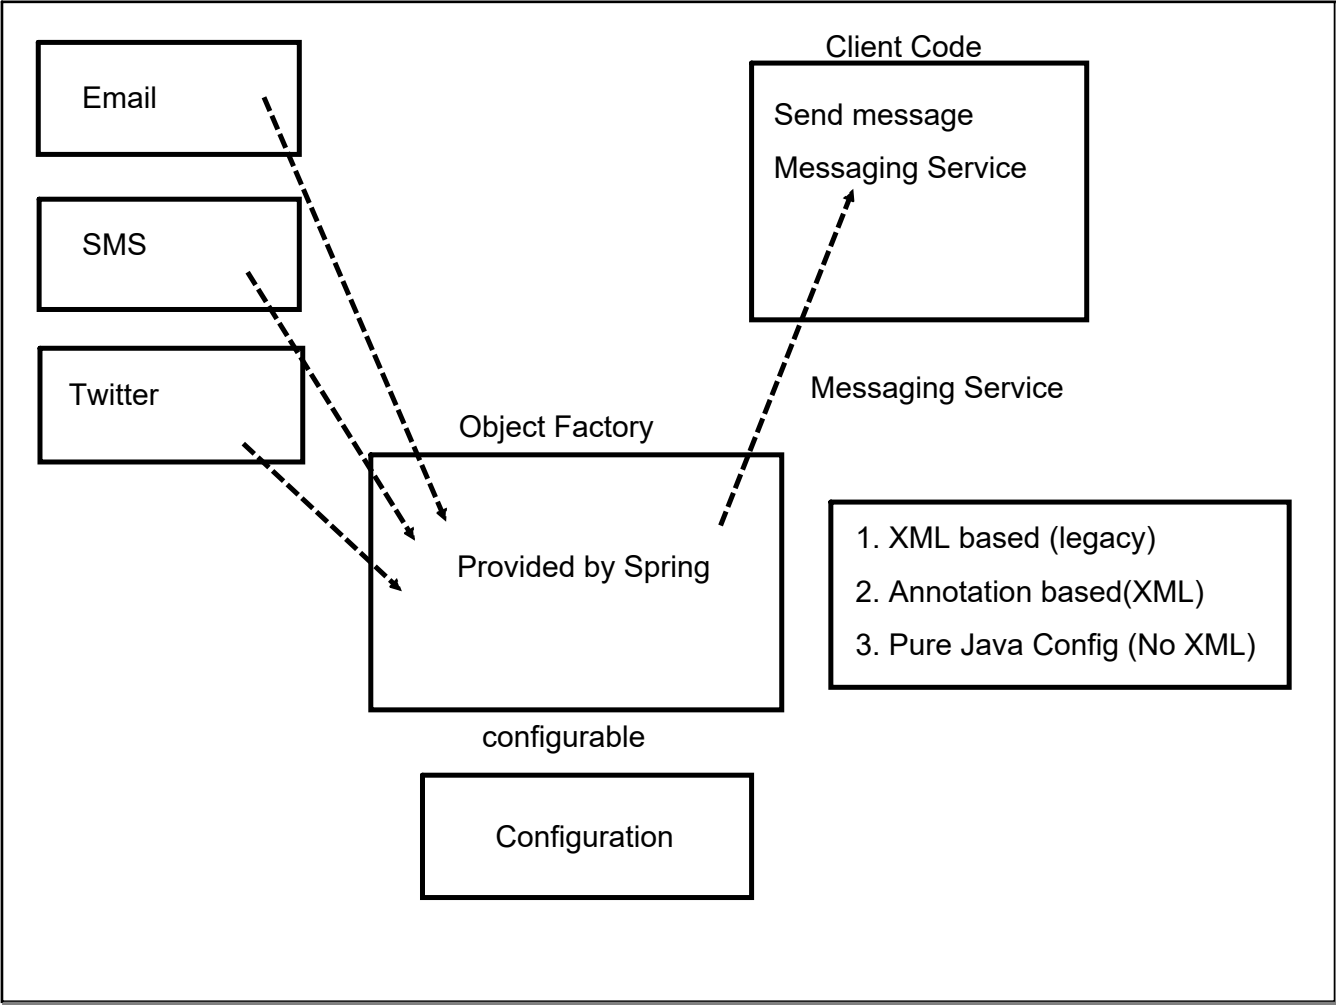 Email
SMS
Twitter
Client Code
Send message
Messaging Service
Messaging Service
Object Factory
Provided by Spring
1. XML based (legacy)
2. Annotation based(XML)
3. Pure Java Config (No XML)
configurable
Configuration